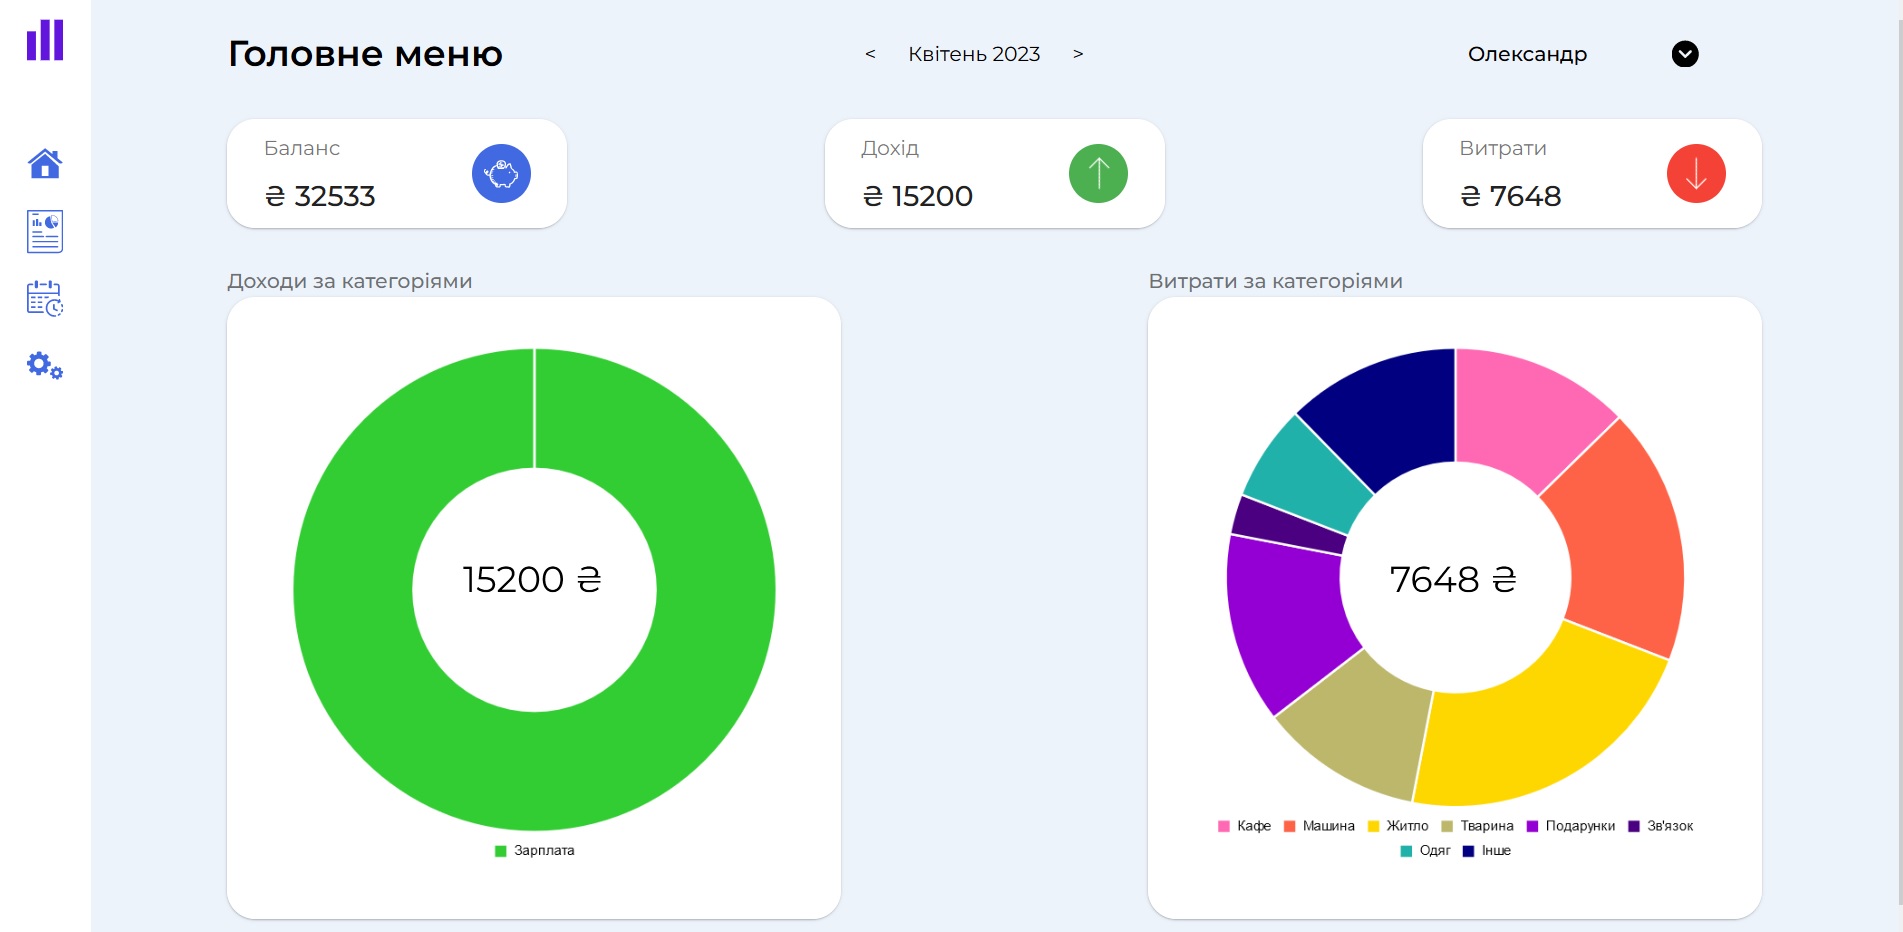 Головне меню
< Квітень 2023 >
Олександр
Баланс
₴ 32533
Дохід
₴ 15200
Витрати
₴ 7648
Доходи за категоріями
15200 ₴
Зарплата
Витрати за категоріями
7648 ₴
Кафе Машина Житло Тварина Подарунки Зв'язок
Одяг Інше